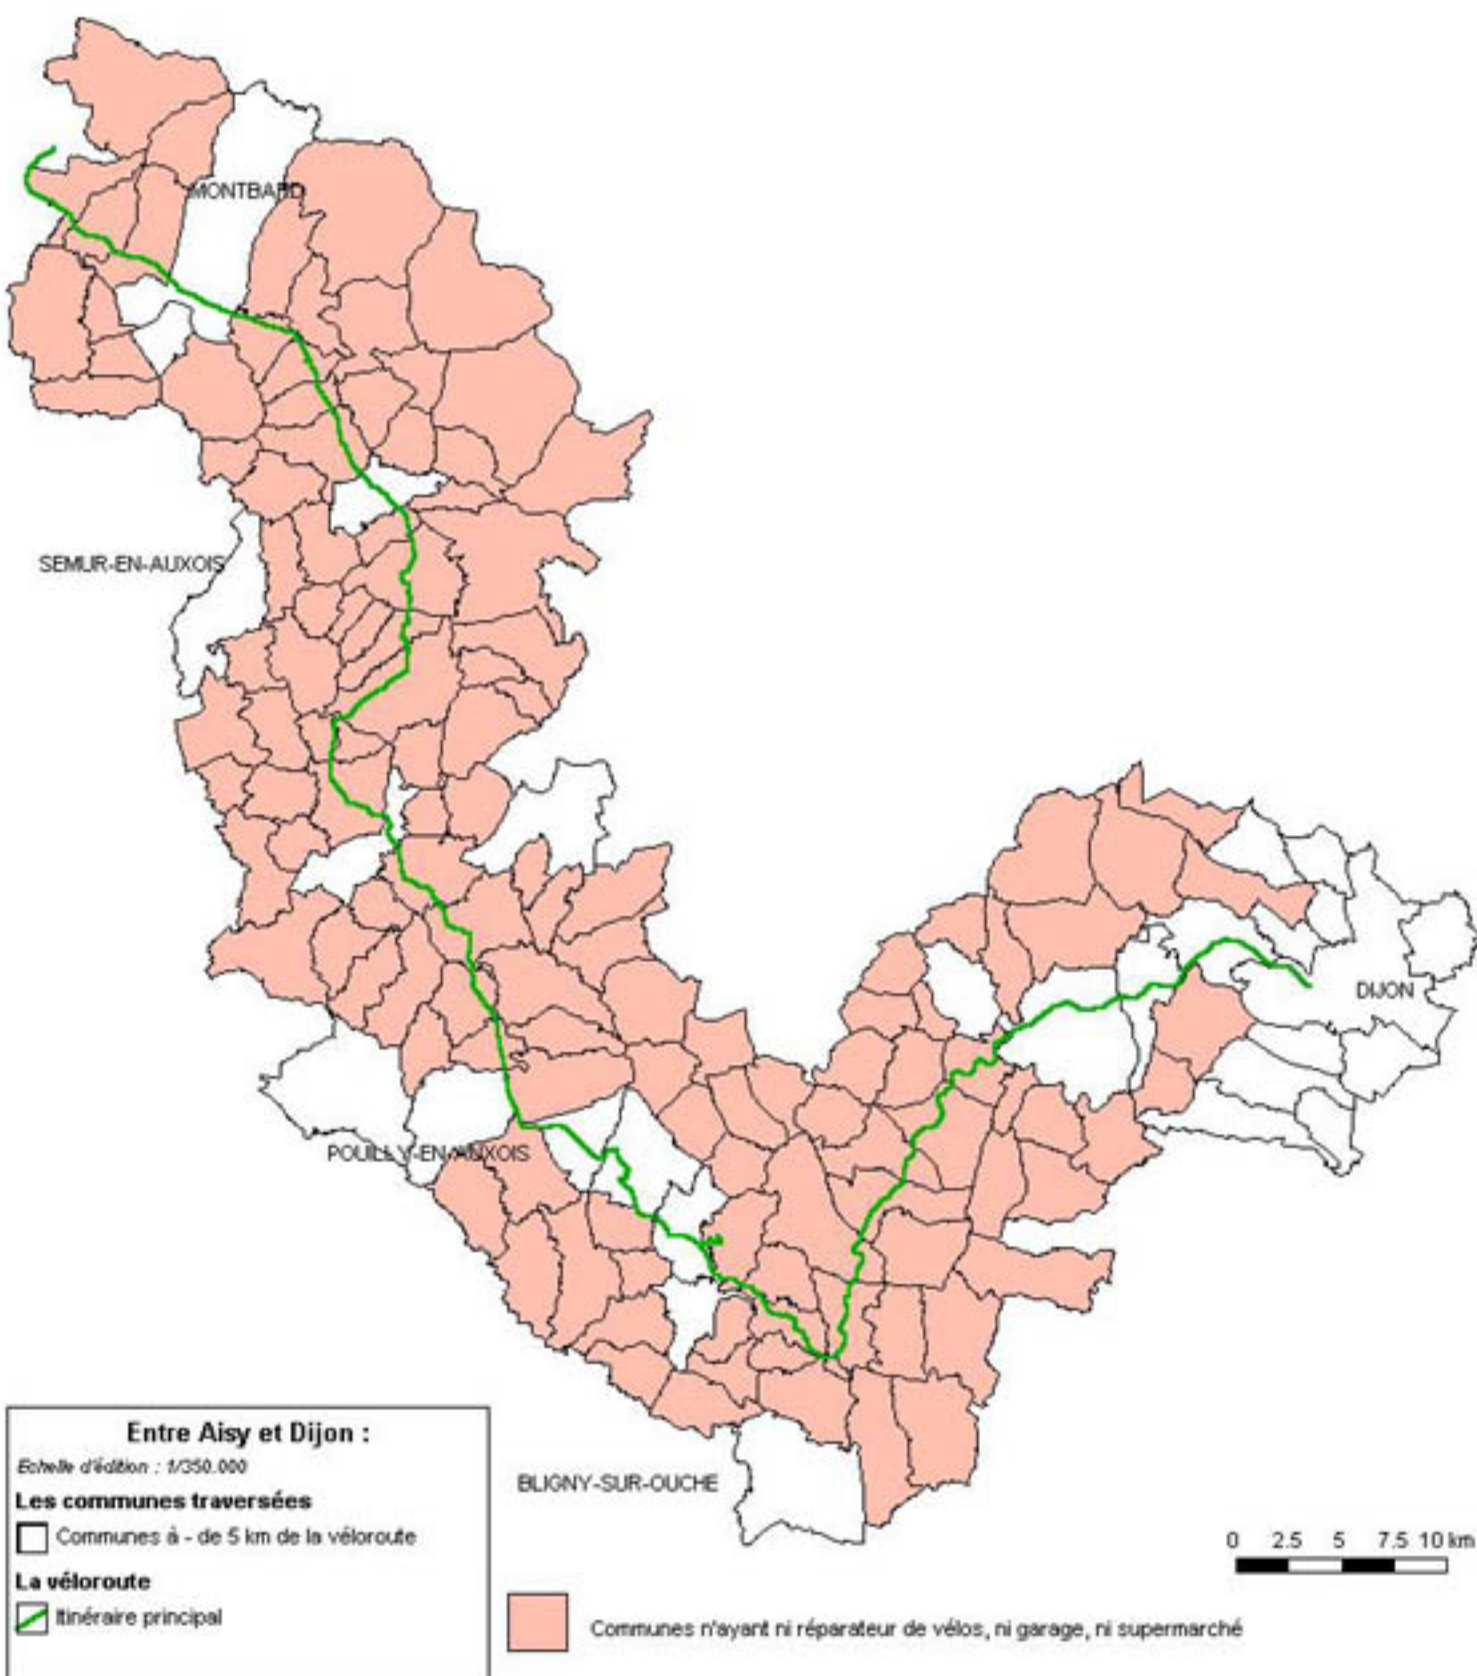 MONTBARD
SEMUR-EN-AUXOIS
DIJON
POUILLY-EN-AUXOIS
BLIGNY-SUR-OUCHE
Entre Aisy et Dijon :
Echelle d'édition : 1/350.000
Les communes traversées
Communes à - de 5 km de la véloroute
La véloroute
Itinéraire principal
0 2.5 5 7.5 10 km
Communes n'ayant ni réparateur de vélos, ni garage, ni supermarché